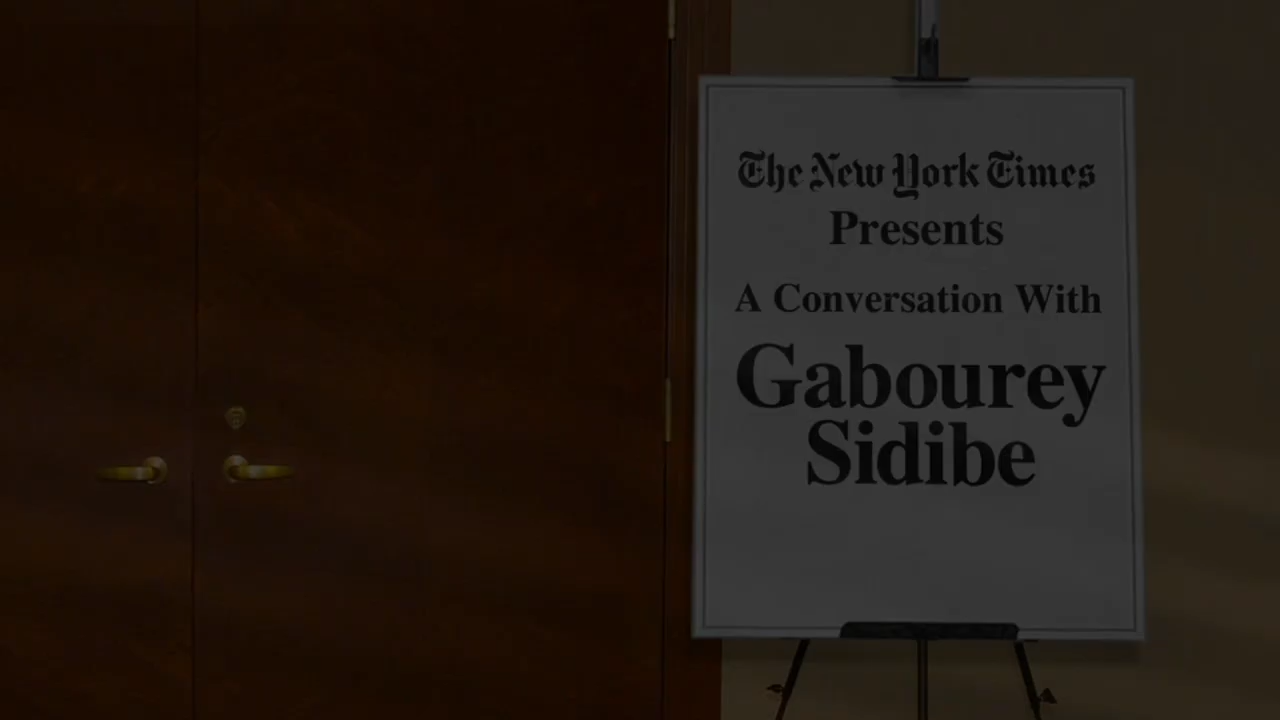 The New York Times
Presents
A Conversation With
Gabourey
Sidibe